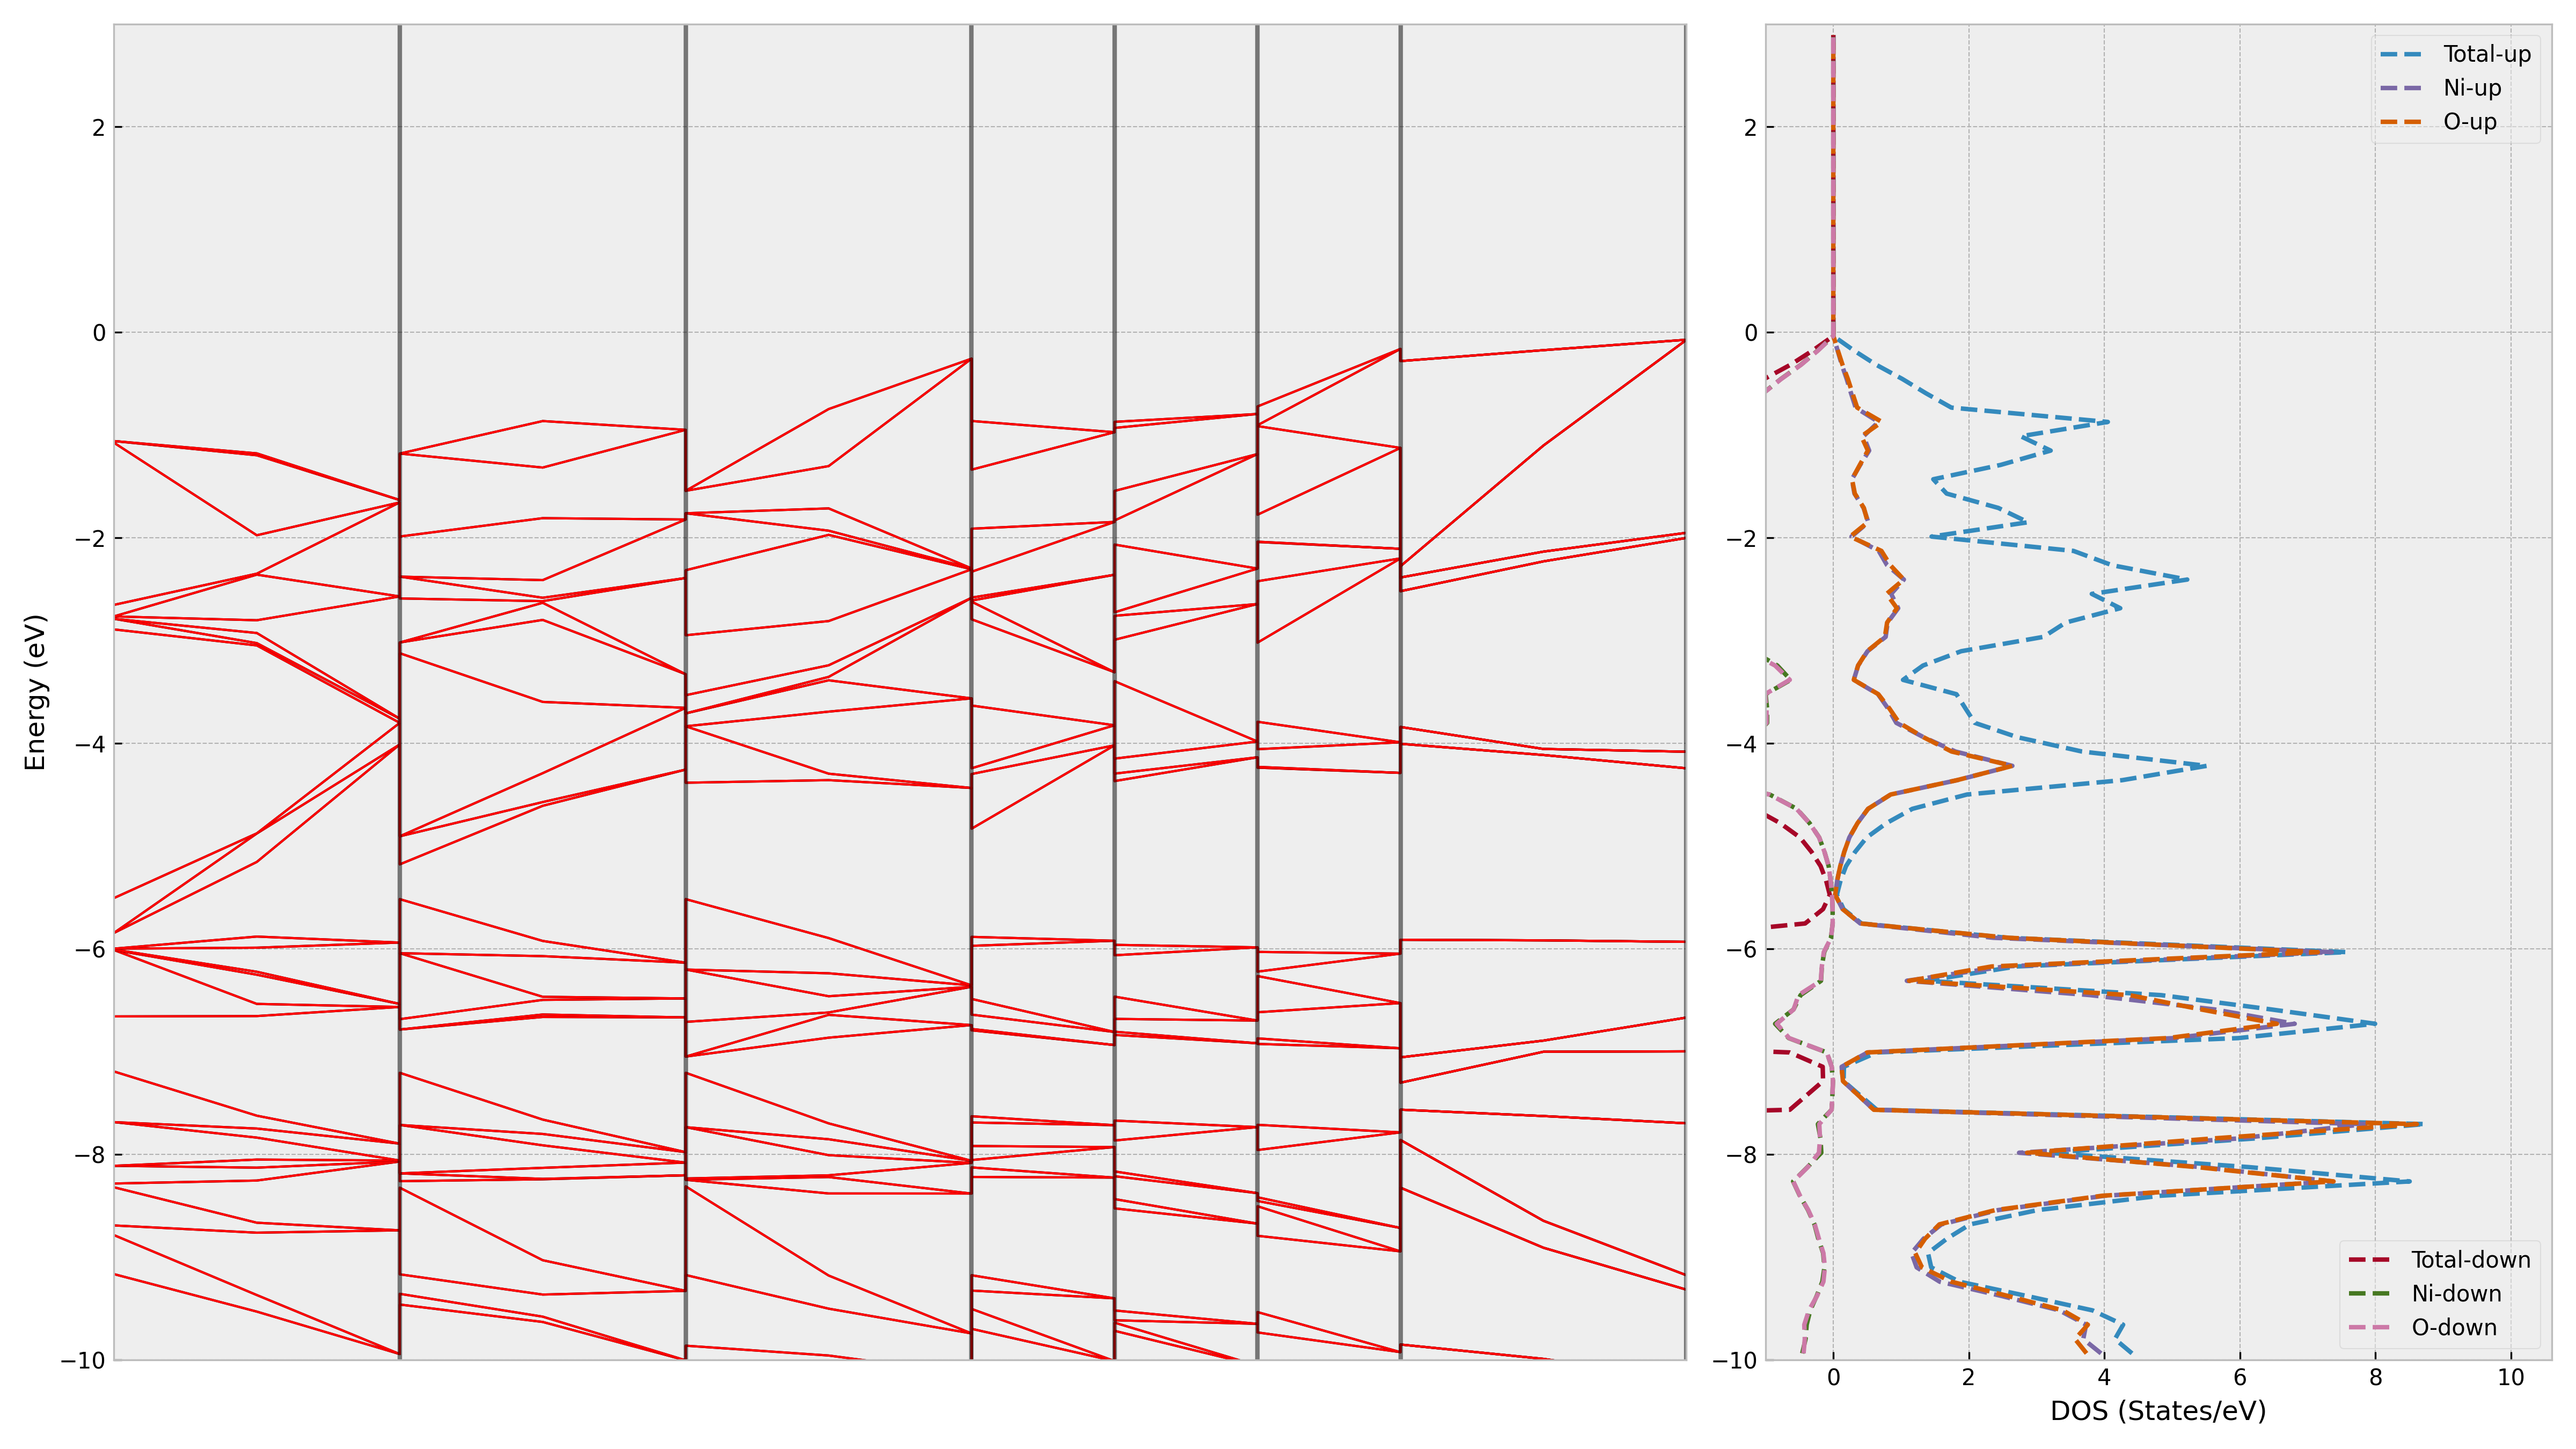 Energy (eV)
2
0
−2
−4
−6
−8
−10
2
0
−2
−4
−6
−8
−10
Total-up
Ni-up
O-up
Total-down
Ni-down
O-down
0 2 4 6 8 10
DOS (States/eV)